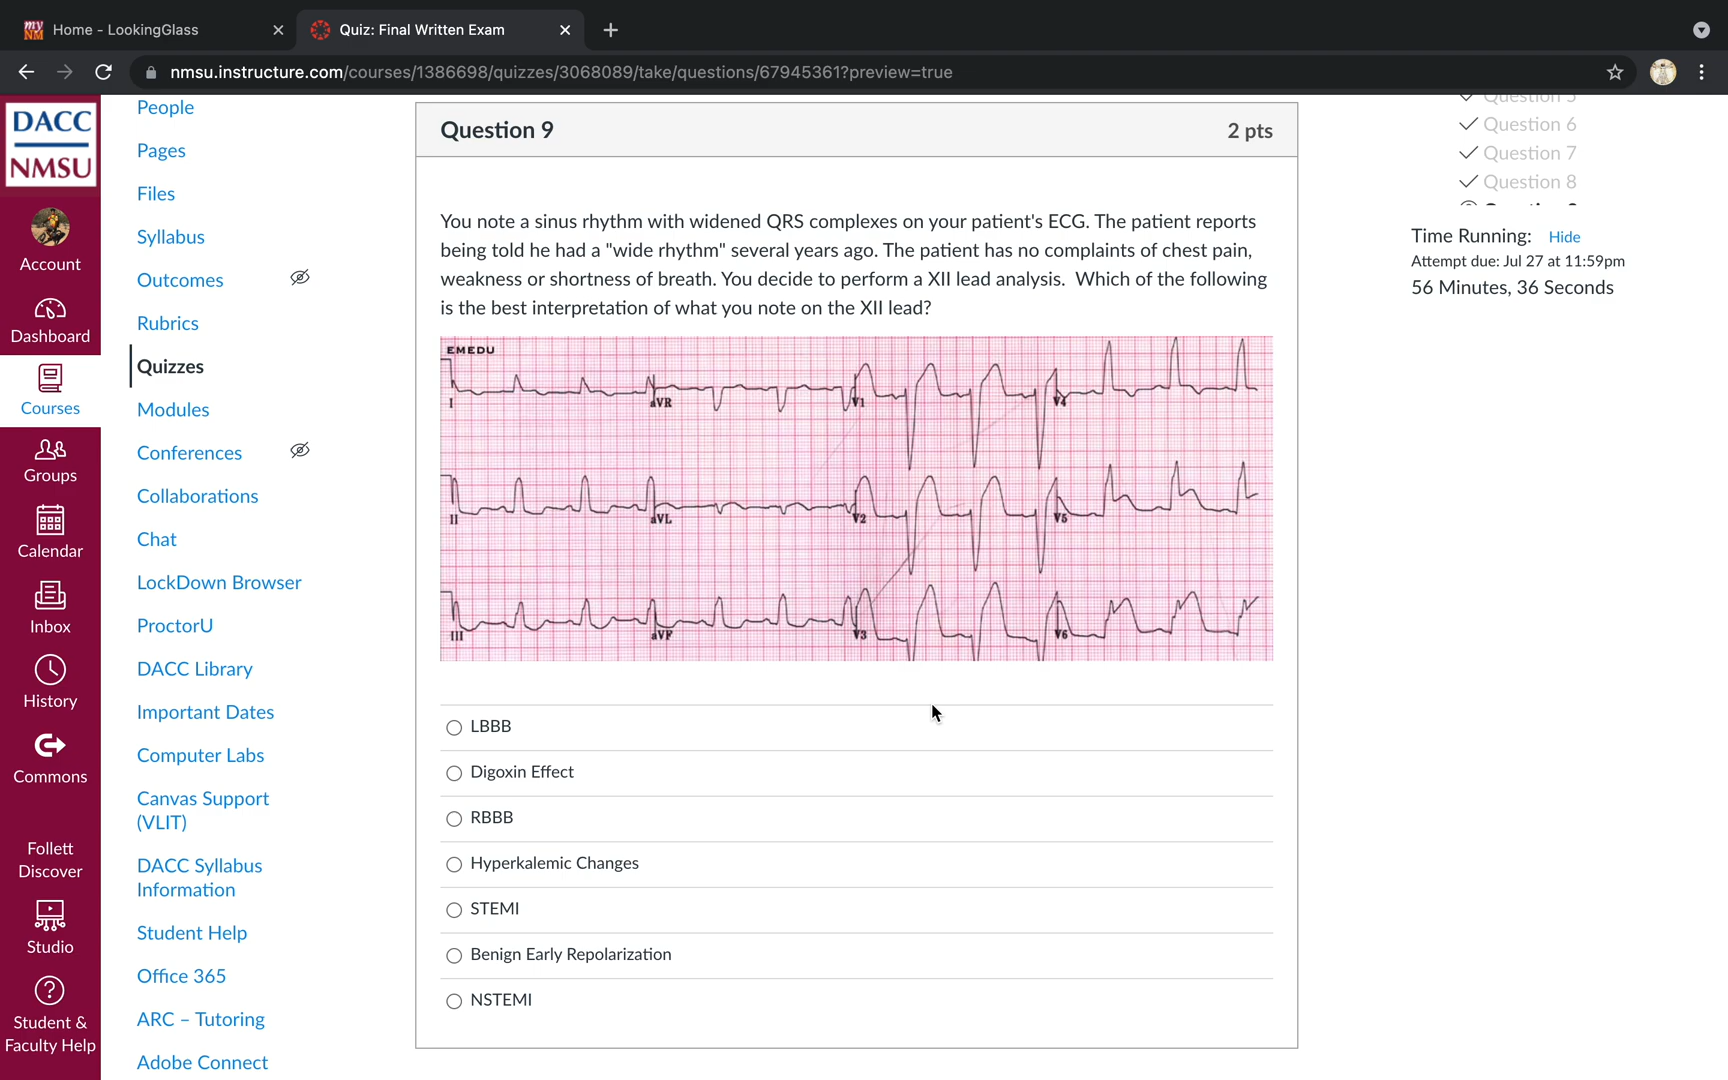 Home - LookingGlass
Quiz: Final Written Exam
nmsu.instructure.com/courses/1386698/quizzes/3068089/take/questions/67945361?preview=true
DACC
NMSU
Account
Dashboard
Courses
Groups
Calendar
Inbox
History
Commons
Follett
Discover
Studio
Student &
Faculty Help
People
Pages
Files
Syllabus
Outcomes
Rubrics
Quizzes
Modules
Conferences
Collaborations
Chat
LockDown Browser
ProctorU
DACC Library
Important Dates
Computer Labs
Canvas Support
(VLIT)
DACC Syllabus
Information
Student Help
Office 365
ARC – Tutoring
Adobe Connect
Question 9
2 pts
You note a sinus rhythm with widened QRS complexes on your patient's ECG. The patient reports
being told he had a "wide rhythm" several years ago. The patient has no complaints of chest pain,
weakness or shortness of breath. You decide to perform a XII lead analysis. Which of the following
is the best interpretation of what you note on the XII lead?
EMEDU
I
aVR
V1
V4
II
aVL
V2
V5
III
aVF
V3
V6
LBBB
Digoxin Effect
RBBB
Hyperkalemic Changes
STEMI
Benign Early Repolarization
NSTEMI
Question 5
Question 6
Question 7
Question 8
Time Running: Hide
Attempt due: Jul 27 at 11:59pm
56 Minutes, 36 Seconds